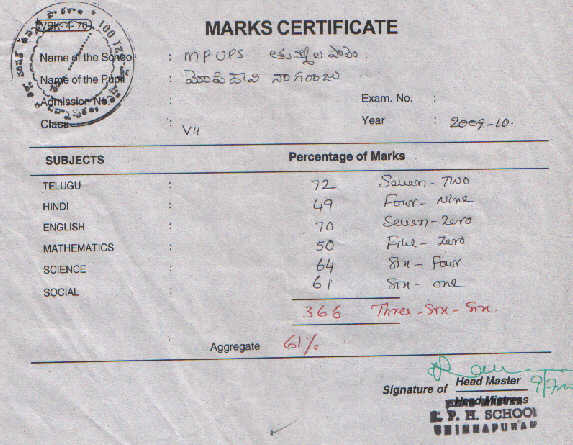 MARKS CERTIFICATE
Name of the School : MPUPS
Name of the Pupil : నాగరాజు
Admission No. : Exam. No. :
Class : VII Year : 2009-10.
SUBJECTS Percentage of Marks
TELUGU : 72 Seven-Two
HINDI : 49 Four-Nine
ENGLISH : 70 Seven-Zero
MATHEMATICS : 50 Five-Zero
SCIENCE : 64 Six-Four
SOCIAL : 61 Six-one
366 Three-Six-Six.
Aggregate 61%
Signature of Head Master
Head Mistress
Z. P. H. SCHOOL